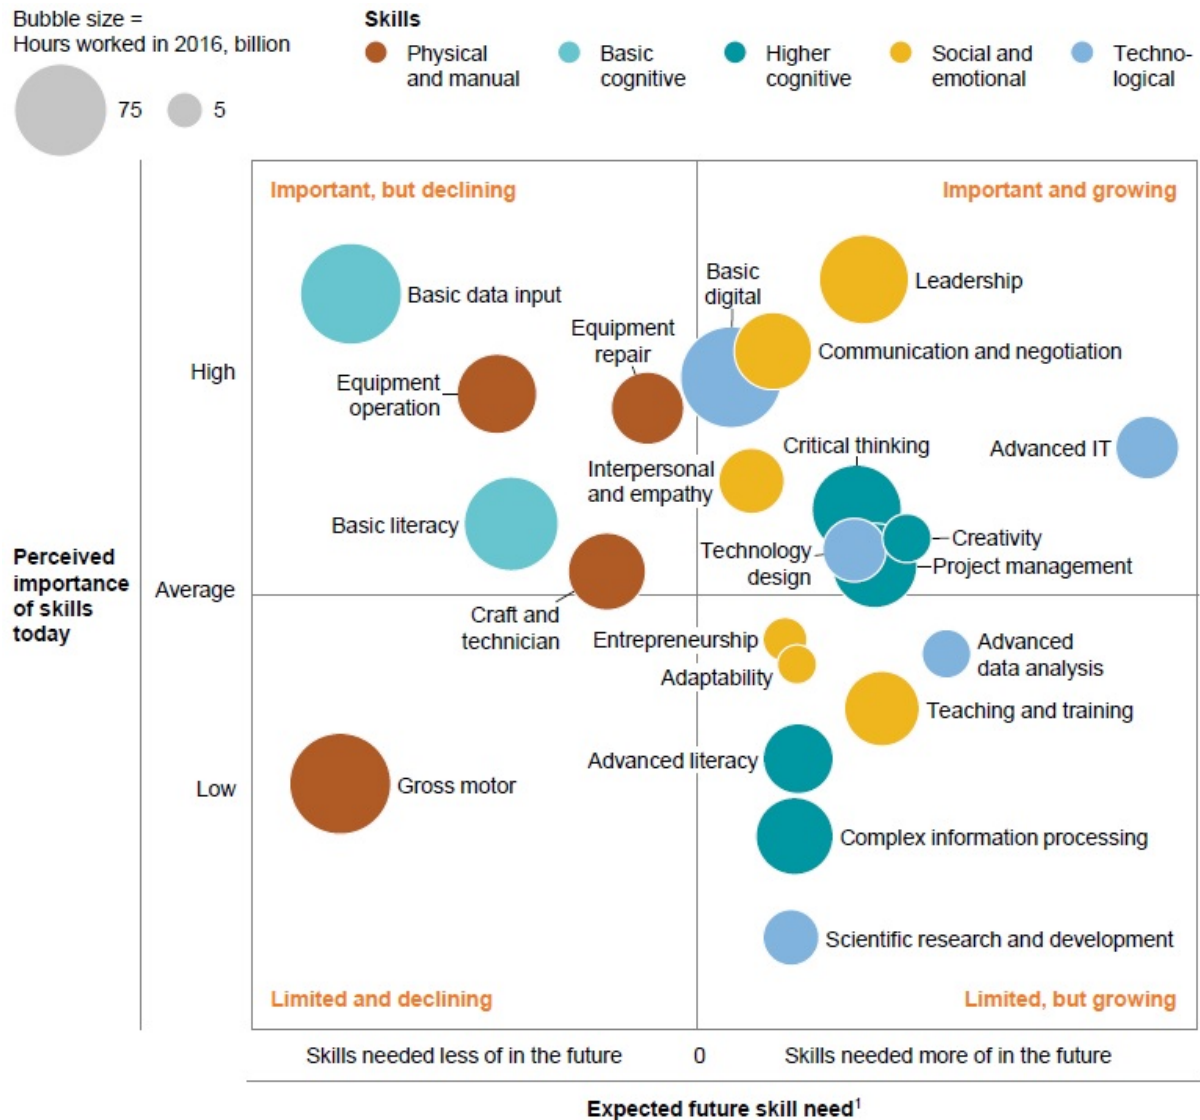 Bubble size =
Hours worked in 2016, billion
75
5
Skills
Physical
and manual
Basic
cognitive
Higher
cognitive
Social and
emotional
Techno-
logical
Important, but declining
Important and growing
Basic data input
Leadership
Basic
digital
Equipment
repair
Communication and negotiation
High
Equipment
operation
Critical thinking
Advanced IT
Interpersonal
and empathy
Basic literacy
Creativity
Technology
design
Project management
Perceived
importance
of skills
today
Average
Craft and
technician
Entrepreneurship
Adaptability
Advanced
data analysis
Teaching and training
Advanced literacy
Low
Gross motor
Complex information processing
Scientific research and development
Limited and declining
Limited, but growing
Skills needed less of in the future
0
Skills needed more of in the future
Expected future skill need¹